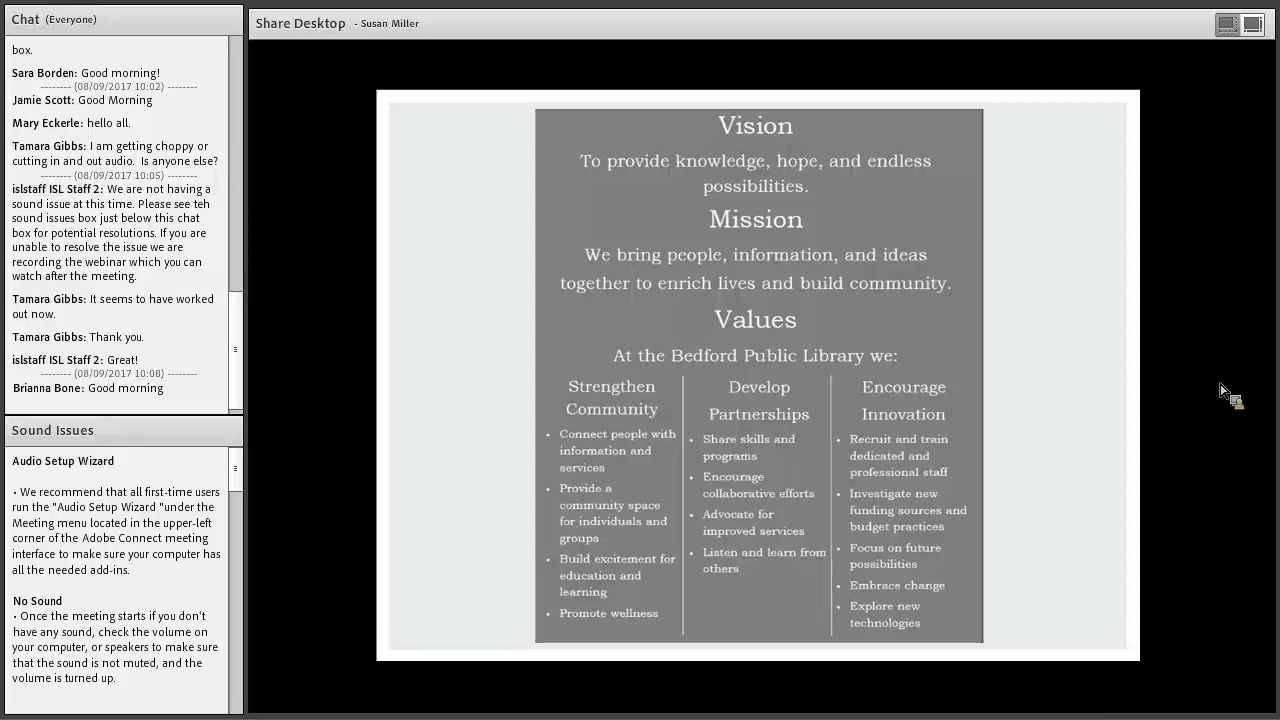 Chat (Everyone)
box.
Sara Borden: Good morning!
-------- (08/09/2017 10:02) --------
Jamie Scott: Good Morning
Mary Eckerle: hello all.
Tamara Gibbs: I am getting choppy or
cutting in and out audio. Is anyone else?
-------- (08/09/2017 10:05) --------
islstaff ISL Staff 2: We are not having a
sound issue at this time. Please see teh
sound issues box just below this chat
box for potential resolutions. If you are
unable to resolve the issue we are
recording the webinar which you can
watch after the meeting.
Tamara Gibbs: It seems to have worked
out now.
Tamara Gibbs: Thank you.
islstaff ISL Staff 2: Great!
-------- (08/09/2017 10:08) --------
Brianna Bone: Good morning
Sound Issues
Audio Setup Wizard
• We recommend that all first-time users
run the "Audio Setup Wizard "under the
Meeting menu located in the upper-left
corner of the Adobe Connect meeting
interface to make sure your computer has
all the needed add-ins.
No Sound
• Once the meeting starts if you don't
have any sound, check the volume on
your computer, or speakers to make sure
that the sound is not muted, and the
volume is turned up.
Share Desktop - Susan Miller
Vision
To provide knowledge, hope, and endless
possibilities.
Mission
We bring people, information, and ideas
together to enrich lives and build community.
Values
At the Bedford Public Library we:
Strengthen
Community
• Connect people with
information and
services
• Provide a
community space
for individuals and
groups
• Build excitement for
education and
learning
• Promote wellness
Develop
Partnerships
• Share skills and
programs
• Encourage
collaborative efforts
• Advocate for
improved services
• Listen and learn from
others
Encourage
Innovation
• Recruit and train
dedicated and
professional staff
• Investigate new
funding sources and
budget practices
• Focus on future
possibilities
• Embrace change
• Explore new
technologies